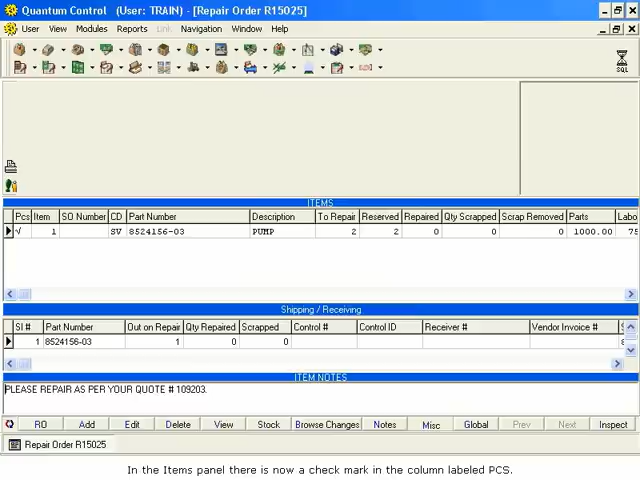 Quantum Control (User: TRAIN) - [Repair Order R15025]
User View Modules Reports Link Navigation Window Help
SQL
ITEMS
Pcs Item SO Number CD Part Number Description To Repair Reserved Repaired Qty Scrapped Scrap Removed Parts Labo
√ 1 SV 8524156-03 PUMP 2 2 0 0 0 1000.00 75
Shipping / Receiving
SI # Part Number Out on Repair Qty Repaired Scrapped Control # Control ID Receiver # Vendor Invoice #
1 8524156-03 1 0 0
ITEM NOTES
PLEASE REPAIR AS PER YOUR QUOTE # 109203.
RO Add Edit Delete View Stock Browse Changes Notes Misc Global Prev Next Inspect
Repair Order R15025
In the Items panel there is now a check mark in the column labeled PCS.